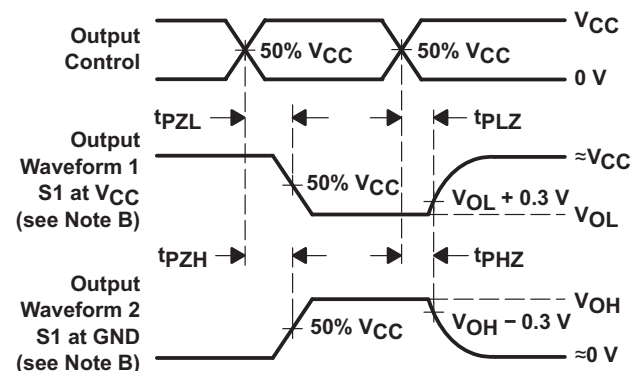 Output
Control
50% VCC
50% VCC
VCC
0 V
tPZL
tPLZ
Output
Waveform 1
S1 at VCC
(see Note B)
50% VCC
≈VCC
VOL + 0.3 V
VOL
tPZH
tPHZ
Output
Waveform 2
S1 at GND
(see Note B)
50% VCC
VOH
VOH − 0.3 V
≈0 V